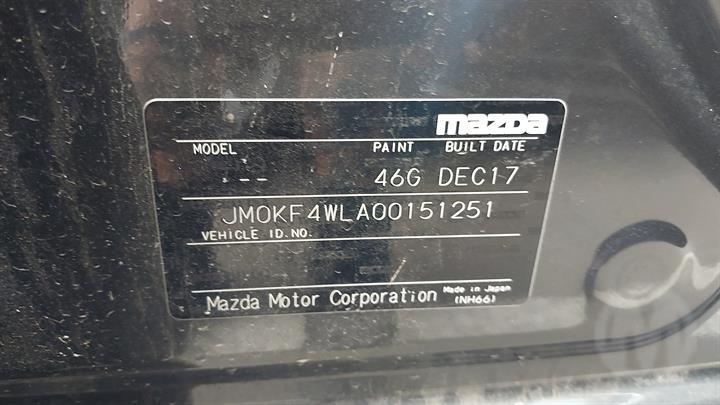 mazda
MODEL PAINT BUILT DATE
--- 46G DEC17
JM0KF4WLA00151251
VEHICLE ID.NO.
Mazda Motor Corporation Made in Japan
(NH66)